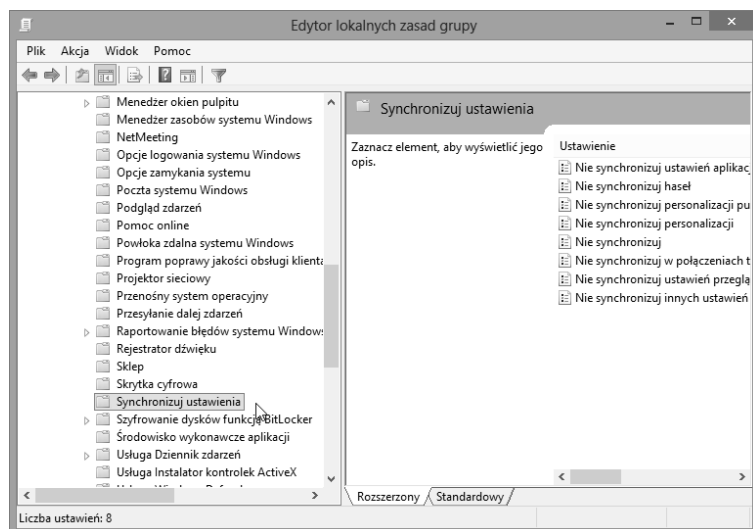 Edytor lokalnych zasad grupy
Plik Akcja Widok Pomoc
Menedżer okien pulpitu
Menedżer zasobów systemu Windows
NetMeeting
Opcje logowania systemu Windows
Opcje zamykania systemu
Poczta systemu Windows
Podgląd zdarzeń
Pomoc online
Powłoka zdalna systemu Windows
Program poprawy jakości obsługi klienta
Projektor sieciowy
Przenośny system operacyjny
Przesyłanie dalej zdarzeń
Raportowanie błędów systemu Windows
Rejestrator dźwięku
Sklep
Skrytka cyfrowa
Synchronizuj ustawienia
Szyfrowanie dysków funkcją BitLocker
Środowisko wykonawcze aplikacji
Usługa Dziennik zdarzeń
Usługa Instalator kontrolek ActiveX
Synchronizuj ustawienia
Zaznacz element, aby wyświetlić jego
opis.
Ustawienie
Nie synchronizuj ustawień aplikac
Nie synchronizuj haseł
Nie synchronizuj personalizacji pu
Nie synchronizuj personalizacji
Nie synchronizuj
Nie synchronizuj w połączeniach t
Nie synchronizuj ustawień przeglą
Nie synchronizuj innych ustawień
Rozszerzony Standardowy
Liczba ustawień: 8